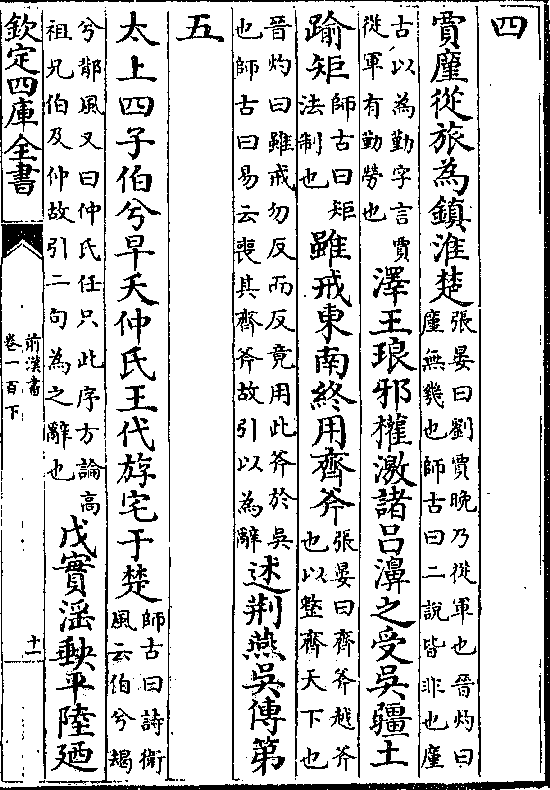 四
賈廑從旅為鎮淮楚張晏曰劉賈晚乃從軍也晉灼曰廑無幾也師古曰二說皆非也廑
古以為勤字言賈從軍有勤勞也澤王琅邪權激諸呂濞之受吳疆土
踰矩師古曰矩法制也雖戒東南終用齊斧張晏曰齊斧越斧也以整齊天下也
晉灼曰雖戒勿反而反竟用此斧於吳也師古曰易云喪其齊斧故引以為辭述荆燕吳傳第
五
太上四子伯兮早夭仲氏王代斿宅于楚師古曰詩衛風云伯兮朅
兮鄁風又曰仲氏任只此序方論高祖兄伯及仲故引二句為之辭也戊實淫軮平陸廼
欽定四庫全書
前漢書
卷一百下
十一